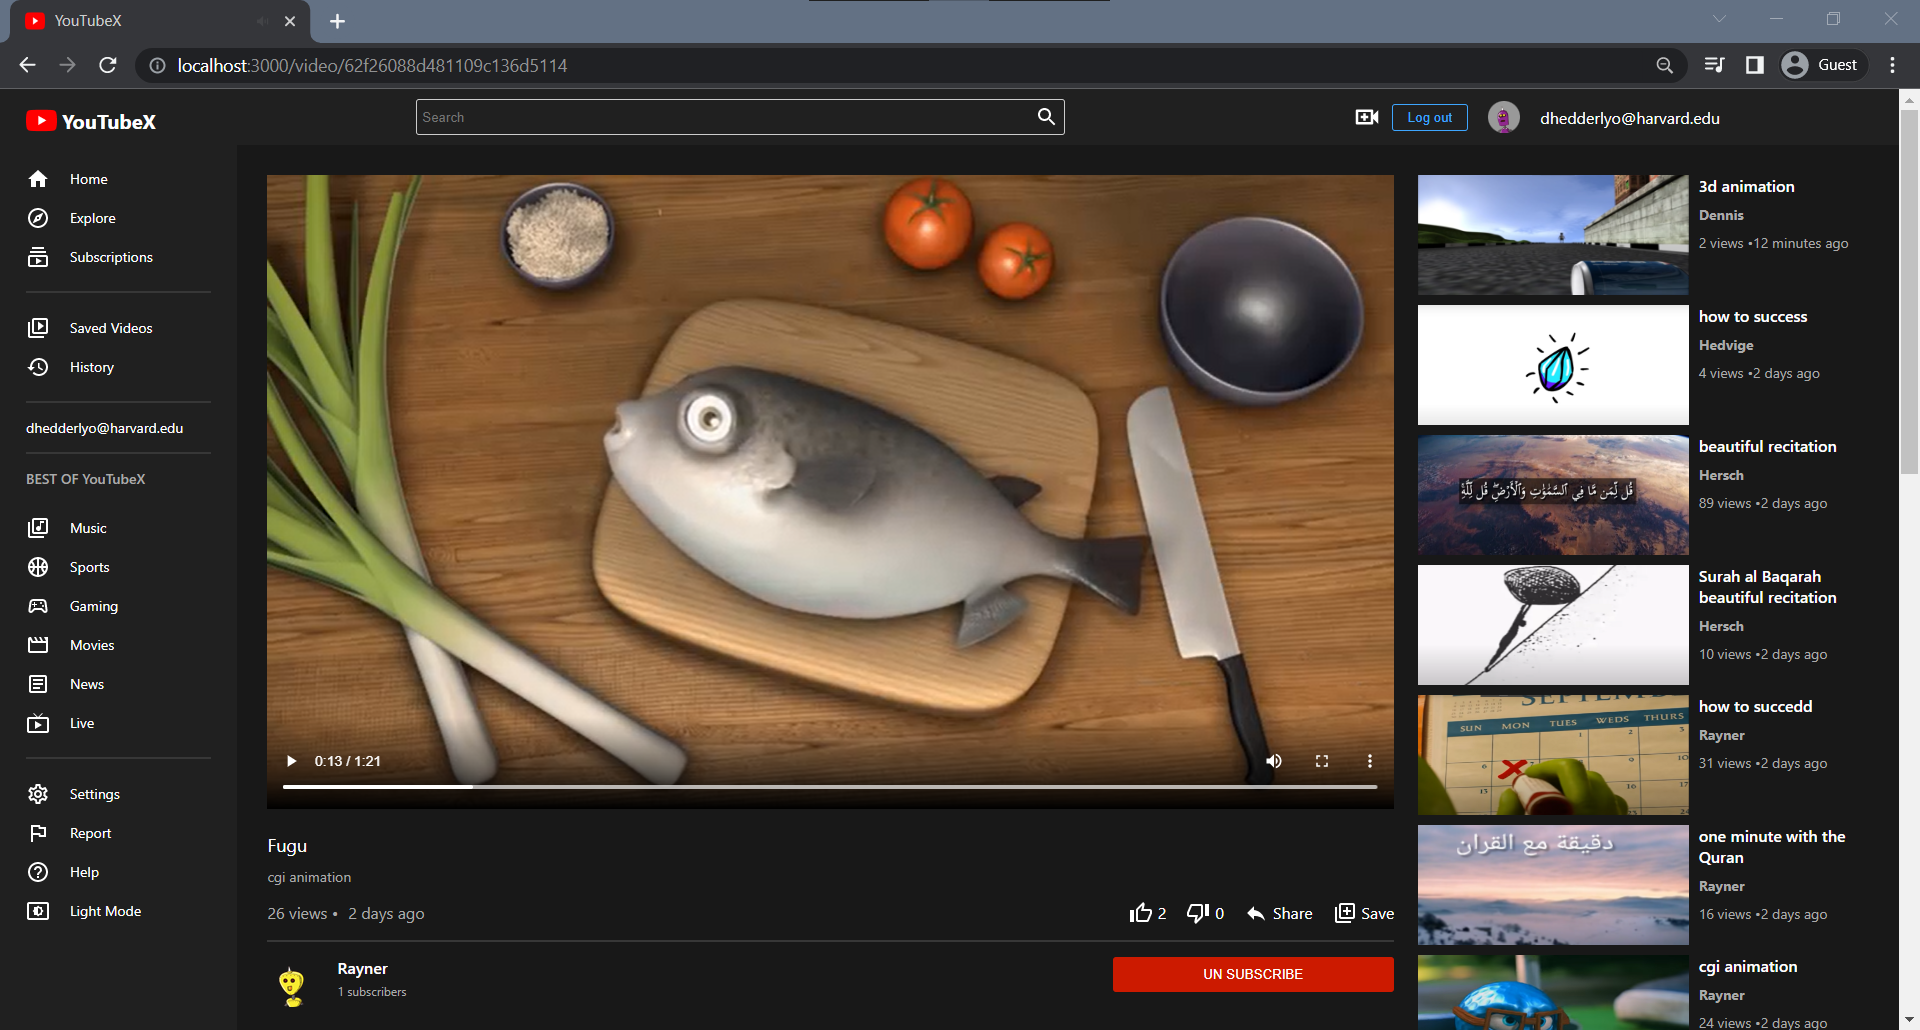 YouTubeX
localhost:3000/video/62f26088d481109c136d5114
Guest
YouTubeX
Search
Log out
dhedderlyo@harvard.edu
Home
Explore
Subscriptions
Saved Videos
History
dhedderlyo@harvard.edu
BEST OF YouTubeX
Music
Sports
Gaming
Movies
News
Live
Settings
Report
Help
Light Mode
0:13 / 1:21
Fugu
cgi animation
26 views • 2 days ago
2
0
Share
Save
Rayner
1 subscribers
UN SUBSCRIBE
3d animation
Dennis
2 views •12 minutes ago
how to success
Hedvige
4 views •2 days ago
قُل لِّمَن مَّا فِي ٱلسَّمَٰوَٰتِ وَٱلْأَرْضِۖ قُل لِّلَّهِۚ
beautiful recitation
Hersch
89 views •2 days ago
Surah al Baqarah
beautiful recitation
Hersch
10 views •2 days ago
SEPTEMB
SUN MON TUES WEDS THURS
how to succedd
Rayner
31 views •2 days ago
دقيقة مع القران
one minute with the
Quran
Rayner
16 views •2 days ago
cgi animation
Rayner
24 views •2 days ago